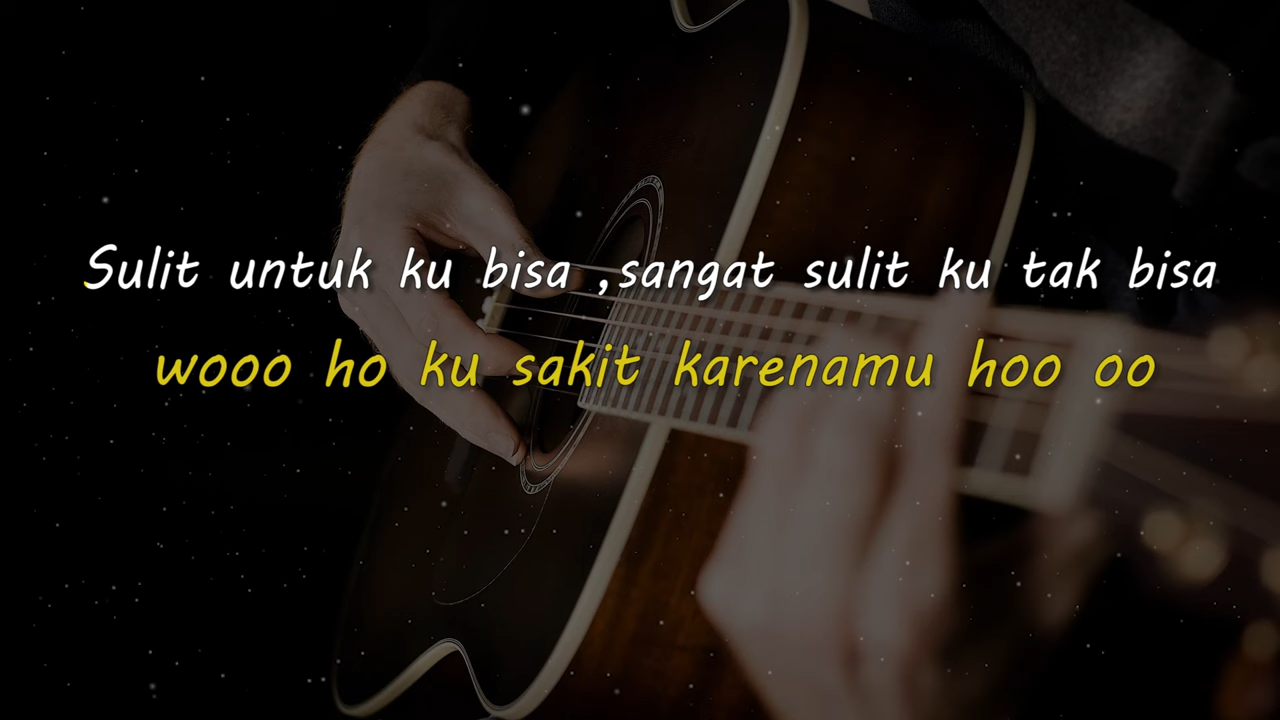 Sulit untuk ku bisa ,sangat sulit ku tak bisa
wooo ho ku sakit karenamu hoo oo